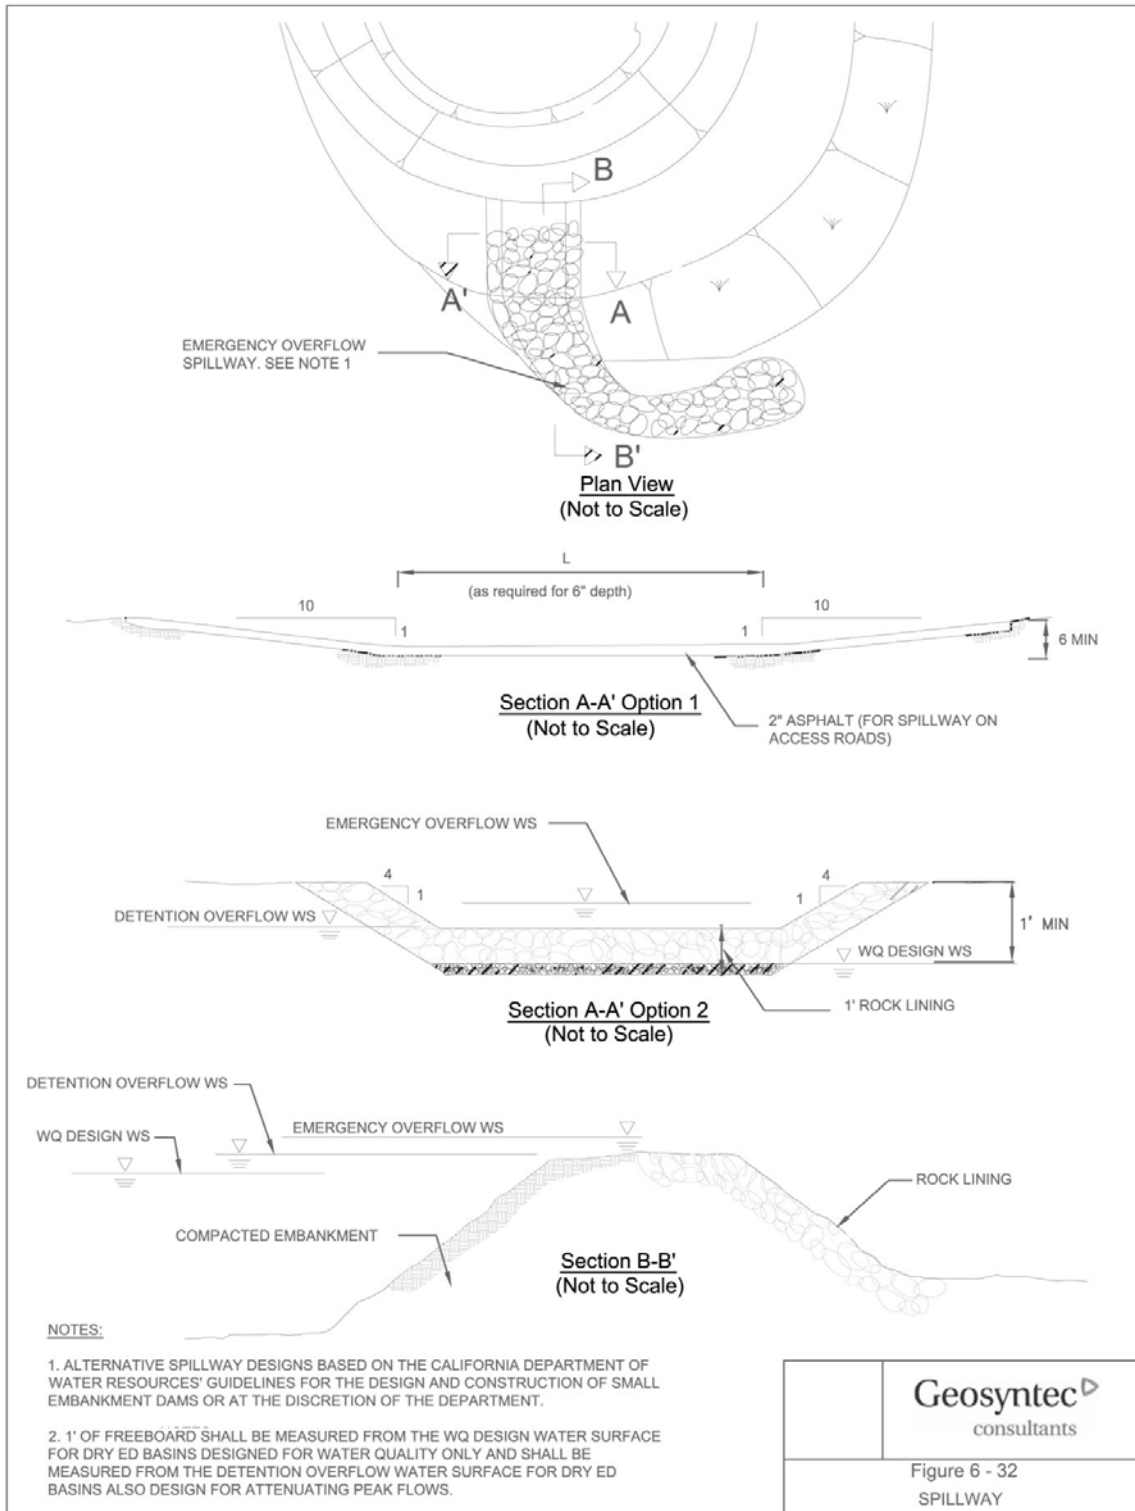 B
A'
A
EMERGENCY OVERFLOW
SPILLWAY. SEE NOTE 1
B'
Plan View
(Not to Scale)
L
(as required for 6" depth)
10
10
1
1
6 MIN
Section A-A' Option 1
(Not to Scale)
2" ASPHALT (FOR SPILLWAY ON
ACCESS ROADS)
EMERGENCY OVERFLOW WS
4
4
1
1
DETENTION OVERFLOW WS
1' MIN
WQ DESIGN WS
1' ROCK LINING
Section A-A' Option 2
(Not to Scale)
DETENTION OVERFLOW WS
EMERGENCY OVERFLOW WS
WQ DESIGN WS
ROCK LINING
COMPACTED EMBANKMENT
Section B-B'
(Not to Scale)
NOTES:
1. ALTERNATIVE SPILLWAY DESIGNS BASED ON THE CALIFORNIA DEPARTMENT OF
WATER RESOURCES' GUIDELINES FOR THE DESIGN AND CONSTRUCTION OF SMALL
EMBANKMENT DAMS OR AT THE DISCRETION OF THE DEPARTMENT.
2. 1' OF FREEBOARD SHALL BE MEASURED FROM THE WQ DESIGN WATER SURFACE
FOR DRY ED BASINS DESIGNED FOR WATER QUALITY ONLY AND SHALL BE
MEASURED FROM THE DETENTION OVERFLOW WATER SURFACE FOR DRY ED
BASINS ALSO DESIGN FOR ATTENUATING PEAK FLOWS.
Geosyntec
consultants
Figure 6 - 32
SPILLWAY